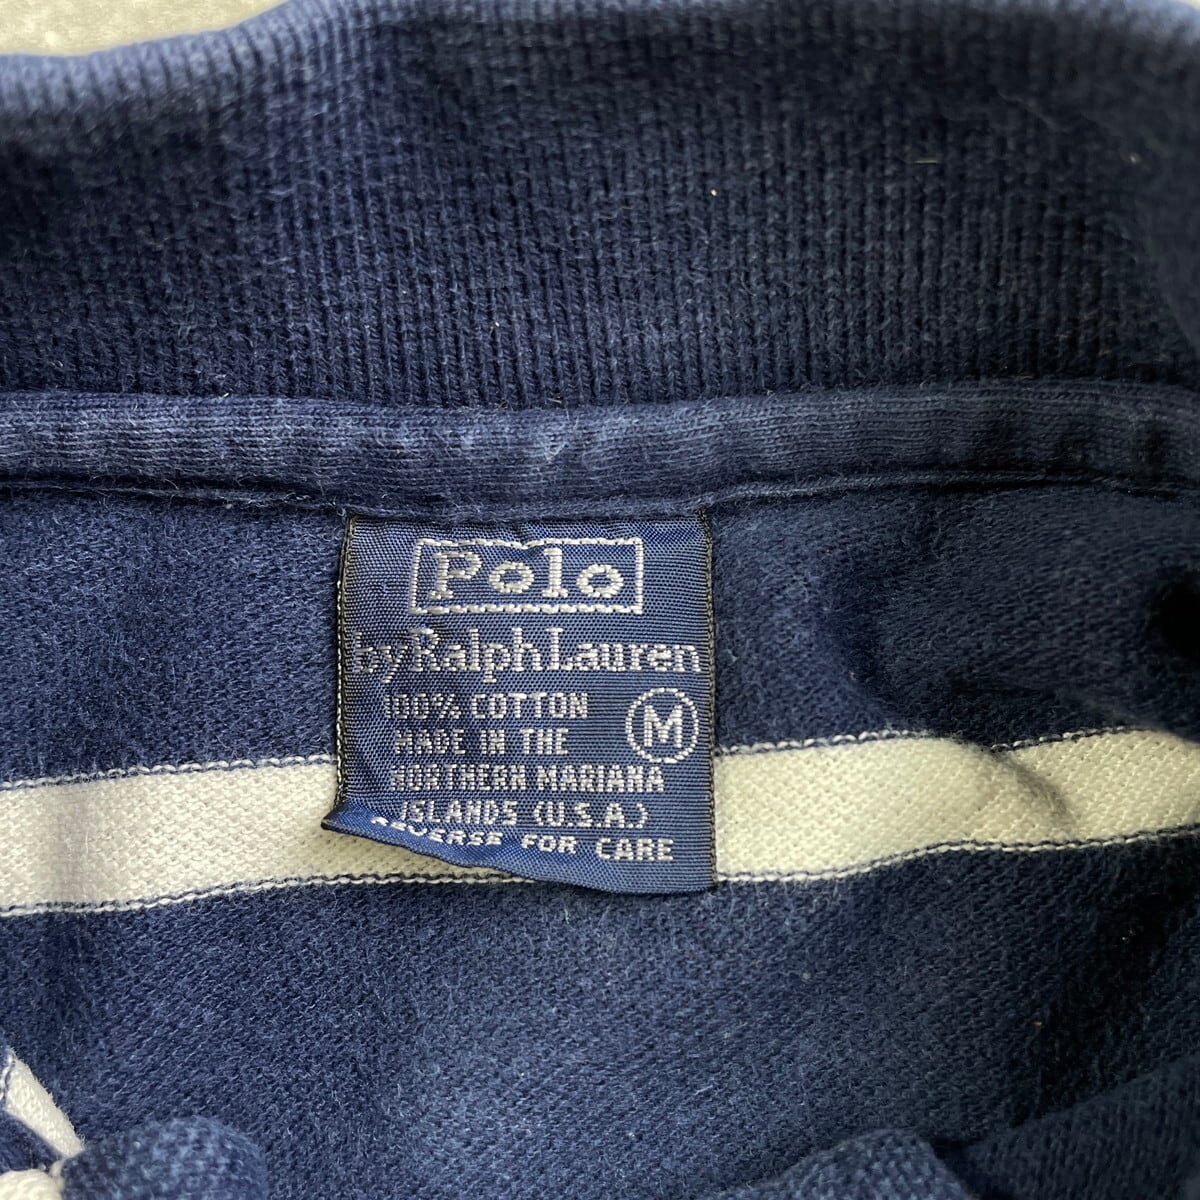 Polo
by Ralph Lauren
100% COTTON
M
MADE IN THE
NORTHERN MARIANA
ISLANDS (U.S.A.)
REVERSE FOR CARE